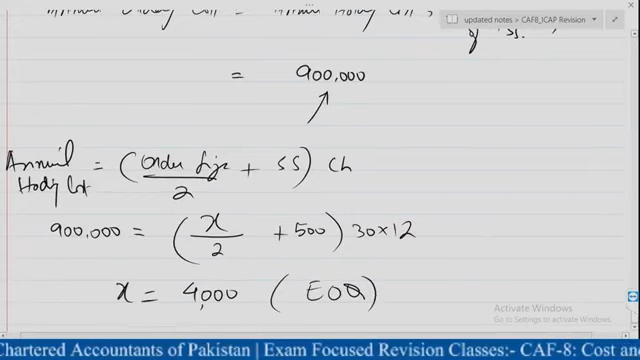 updated notes > CAF8_ICAP Revision
= 900,000
Annual Holding Cost = (Order size / 2 + SS) Ch
900,000 = (x / 2 + 500) 30×12
x = 4,000 (EOQ)
Activate Windows
Go to Settings to activate Windows.
Chartered Accountants of Pakistan | Exam Focused Revision Classes:- CAF-8: Cost an